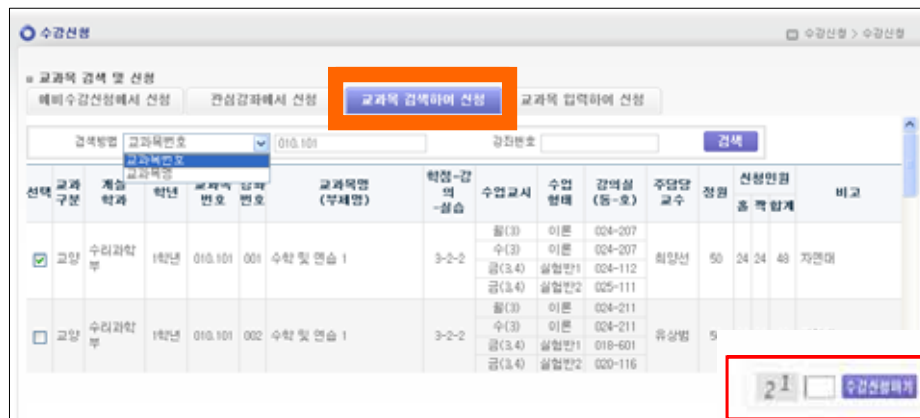 수강신청
수강신청 > 수강신청
교과목 검색 및 신청
예비수강신청에서 신청 관심강좌에서 신청 교과목 검색하여 신청 교과목 입력하여 신청
검색방법 교과목번호 010.101 강좌번호 검색
교과목번호
교과목명
선택 교과구분 개설학과 학년 교과목번호 강좌번호 교과목명(부제명) 학점-강의-실습 수업교시 수업형태 강의실(동-호) 주담당교수 정원 신청인원 홀 짝 합계 비고
교양 수리과학부 1학년 010.101 001 수학 및 연습 1 3-2-2 최양선 50 24 24 48 자연대
월(3) 이론 024-207
수(3) 이론 024-207
금(3,4) 실험반1 024-112
금(3,4) 실험반2 025-111
교양 수리과학부 1학년 010.101 002 수학 및 연습 1 3-2-2 유상범
월(3) 이론 024-211
수(3) 이론 024-211
금(3,4) 실험반1 018-601
금(3,4) 실험반2 020-116
21 수강신청하기